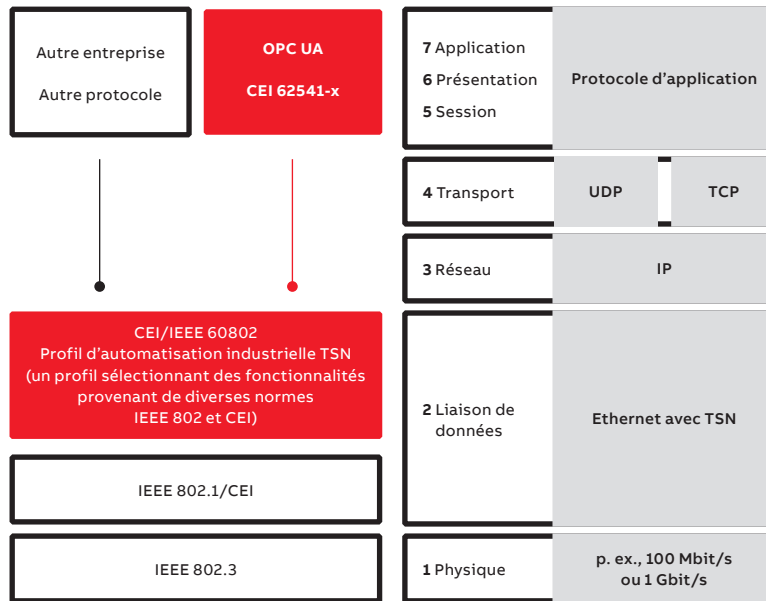 Autre entreprise
Autre protocole
OPC UA
CEI 62541-x
CEI/IEEE 60802
Profil d'automatisation industrielle TSN
(un profil sélectionnant des fonctionnalités
provenant de diverses normes
IEEE 802 et CEI)
IEEE 802.1/CEI
IEEE 802.3
7 Application
6 Présentation
5 Session
Protocole d'application
4 Transport
UDP
TCP
3 Réseau
IP
2 Liaison de
données
Ethernet avec TSN
1 Physique
p. ex., 100 Mbit/s
ou 1 Gbit/s